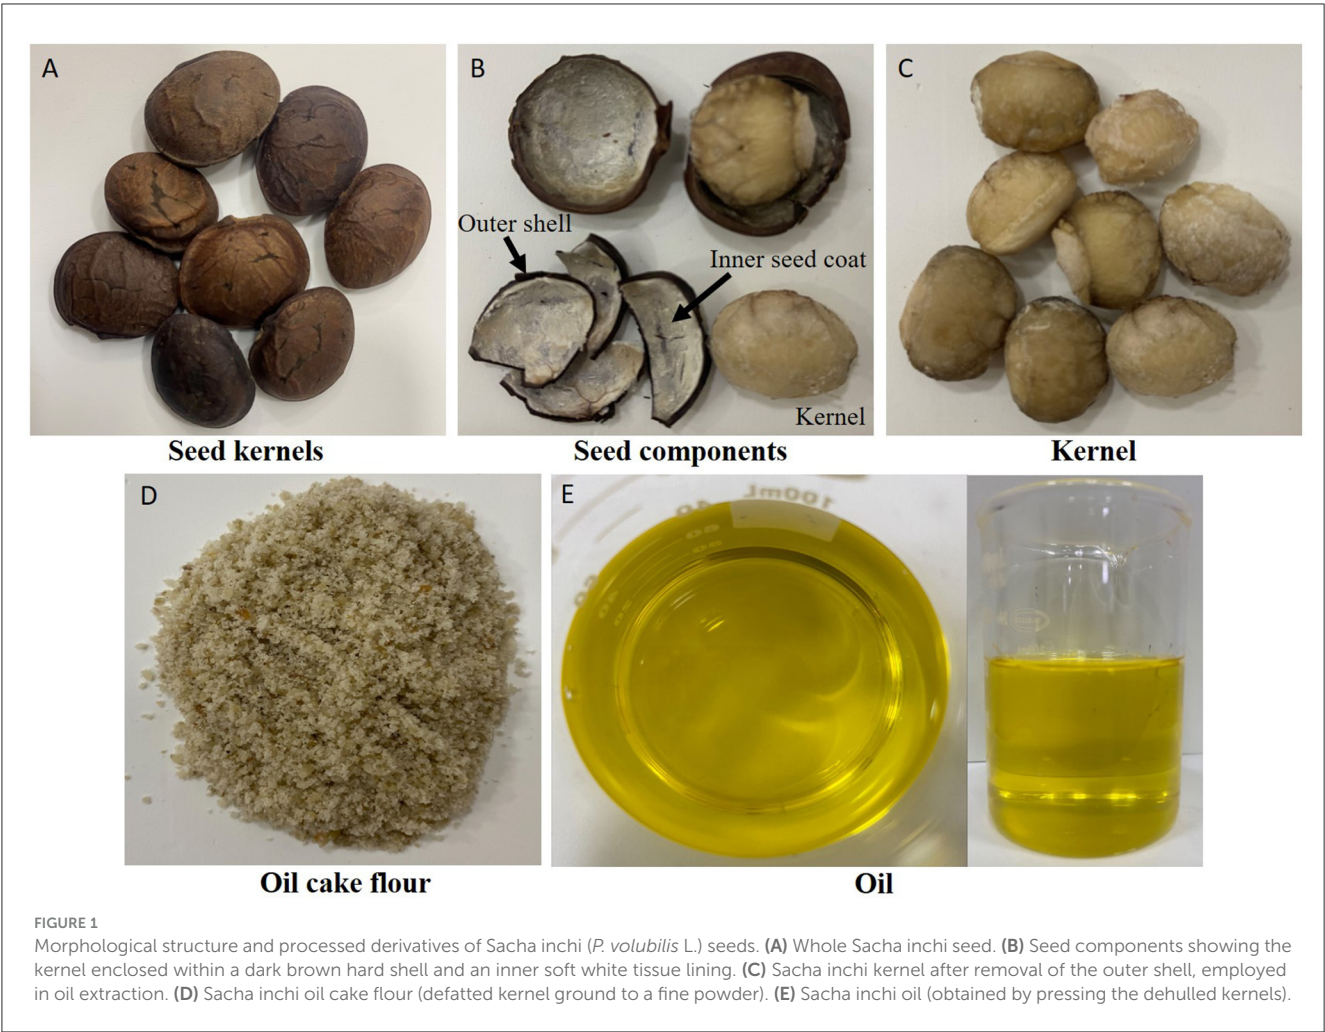 A
B
C
Outer shell
Inner seed coat
Kernel
Seed kernels
Seed components
Kernel
D
E
100mL
Oil cake flour
Oil
FIGURE 1
Morphological structure and processed derivatives of Sacha inchi (P. volubilis L.) seeds. (A) Whole Sacha inchi seed. (B) Seed components showing the
kernel enclosed within a dark brown hard shell and an inner soft white tissue lining. (C) Sacha inchi kernel after removal of the outer shell, employed
in oil extraction. (D) Sacha inchi oil cake flour (defatted kernel ground to a fine powder). (E) Sacha inchi oil (obtained by pressing the dehulled kernels).